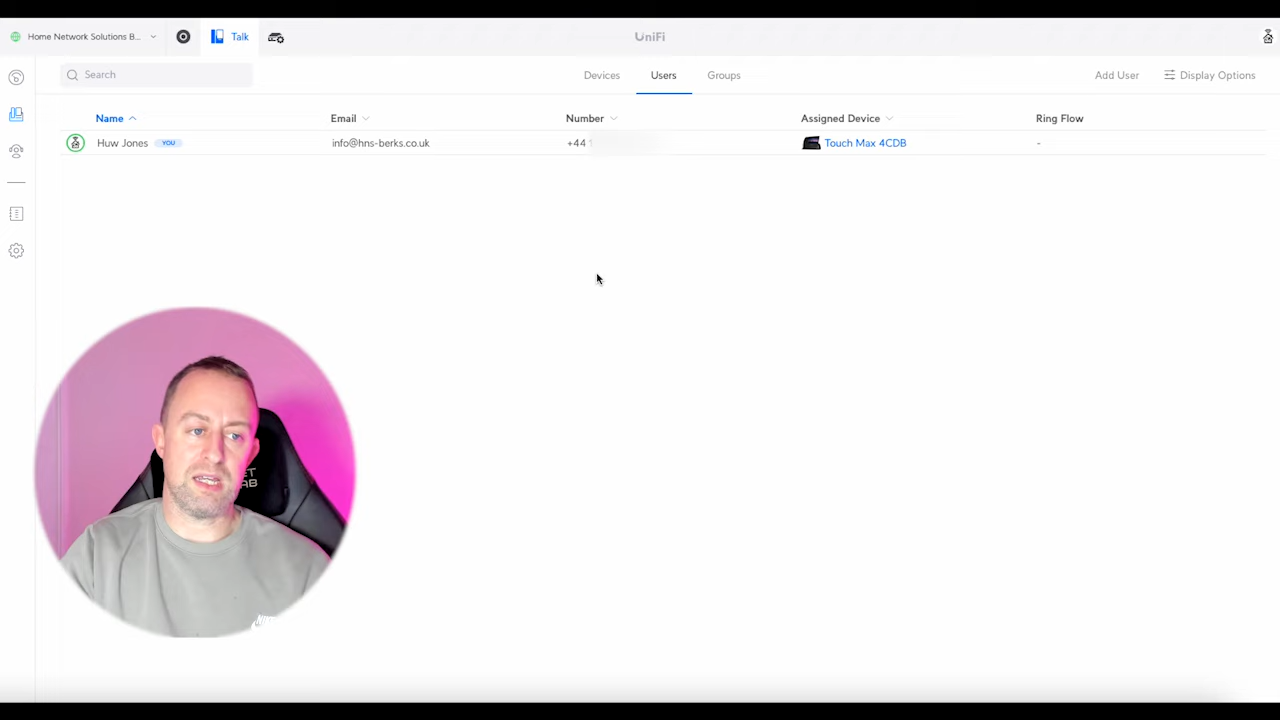 Home Network Solutions B... Talk UniFi
Search Devices Users Groups Add User Display Options
Name Email Number Assigned Device Ring Flow
Huw Jones YOU info@hns-berks.co.uk +44 1 Touch Max 4CDB -